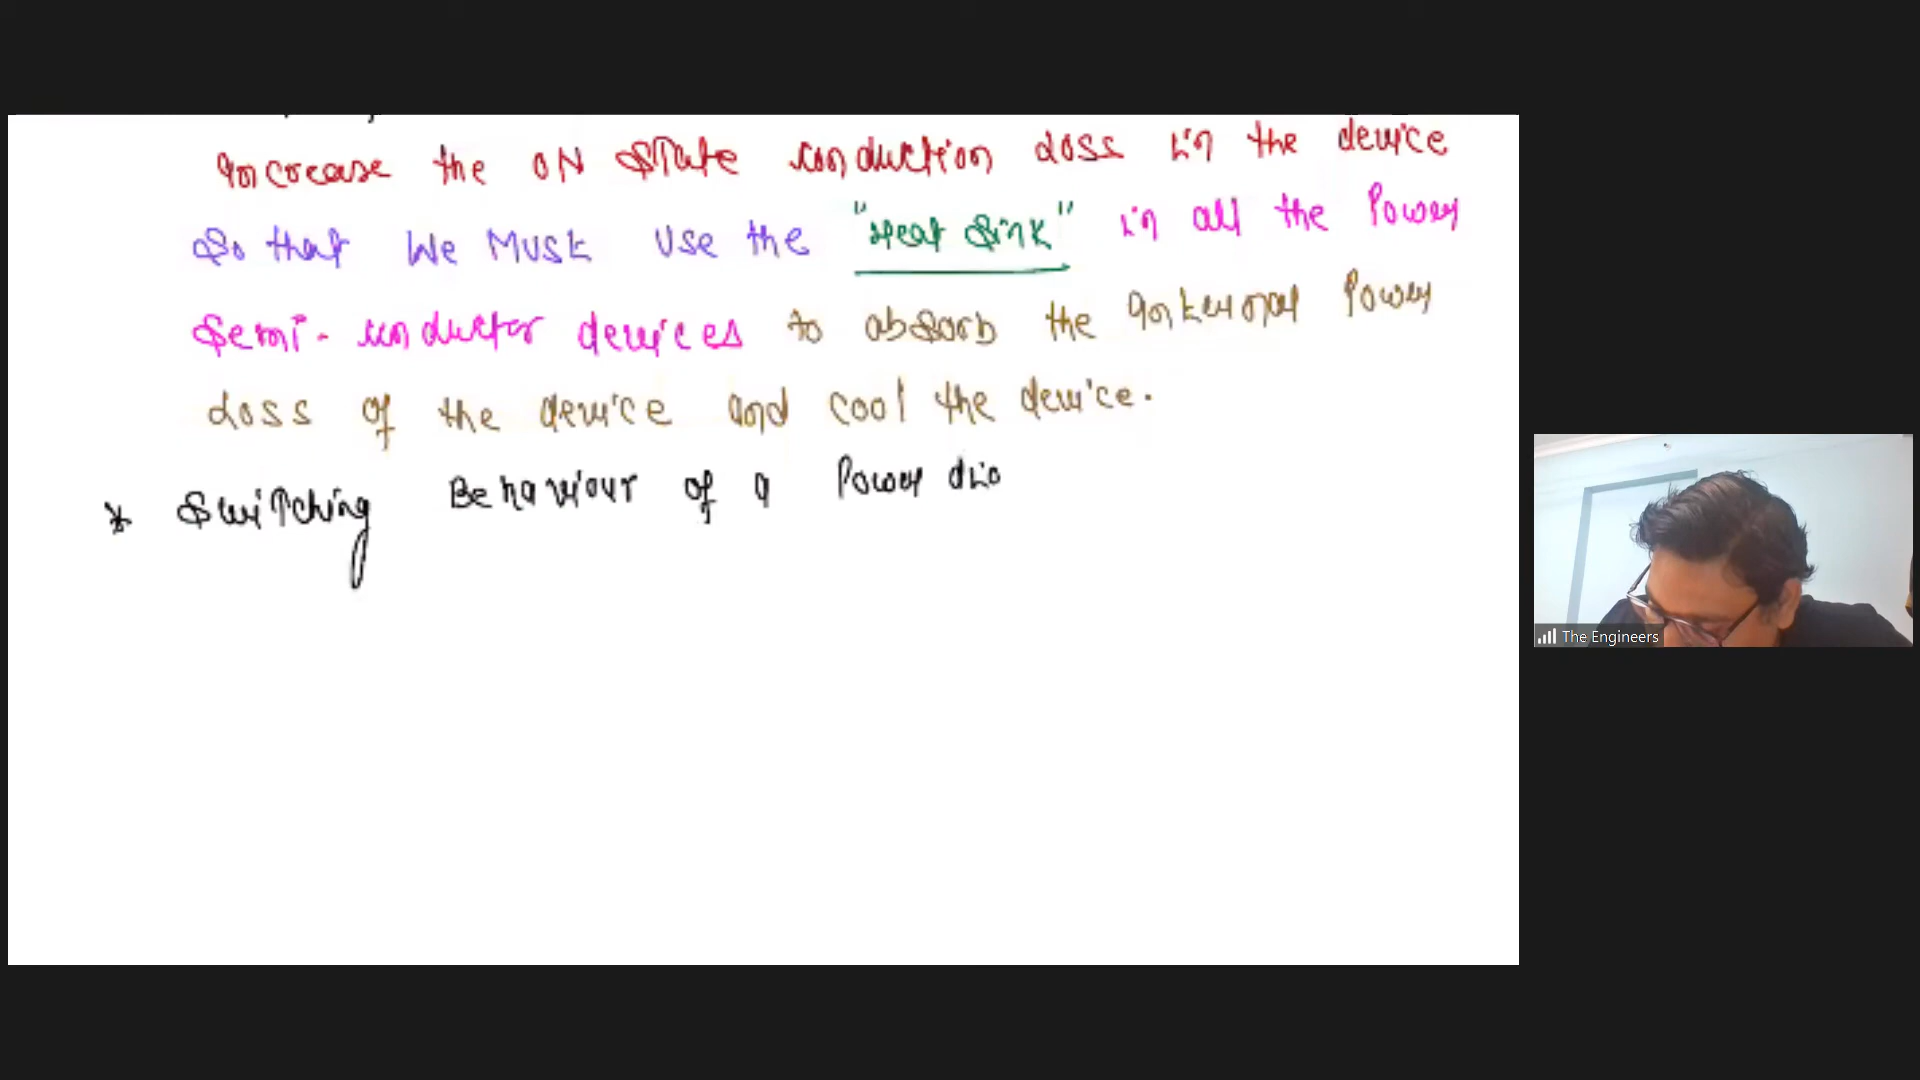 Increase the ON State conduction Loss in the device
So that We Must Use the "Heat Sink" in all the Power
Semi-conductor devices to absorb the Internal Power
Loss of the device and cool the device.
* Switching Behaviour of a Power dio
The Engineers